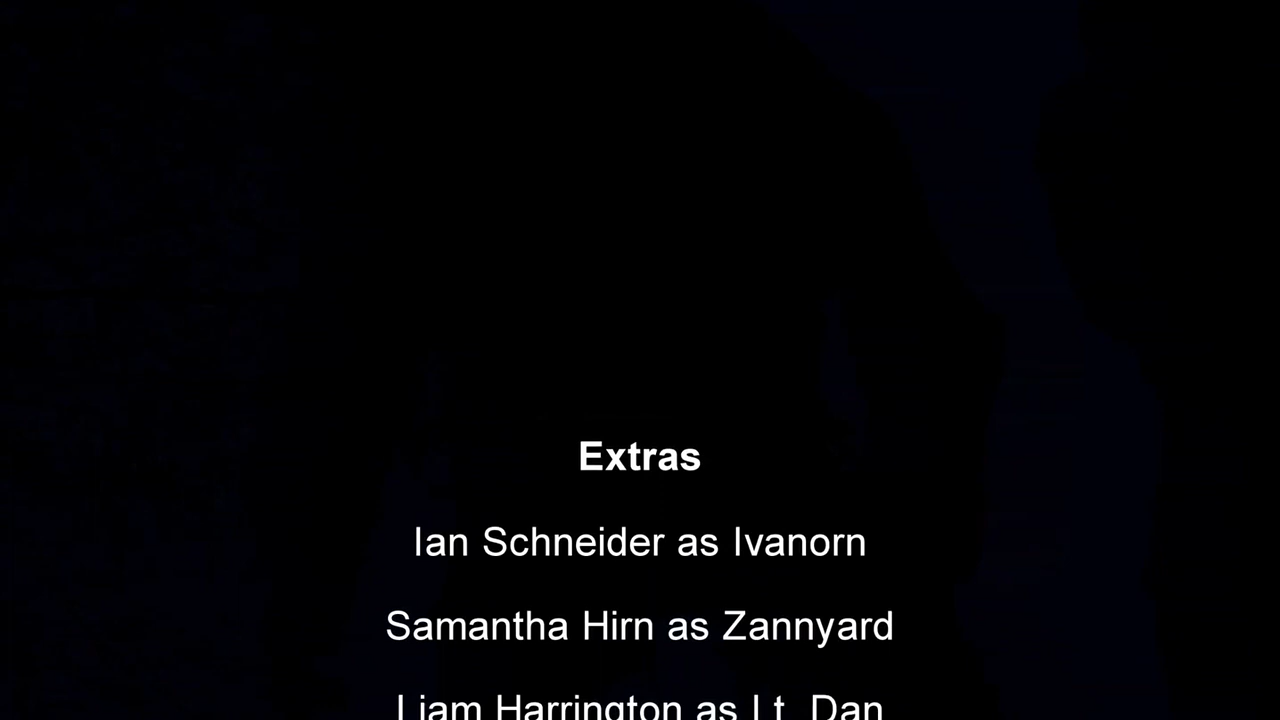 Extras
Ian Schneider as Ivanorn
Samantha Hirn as Zannyard
Liam Harrington as Lt. Dan